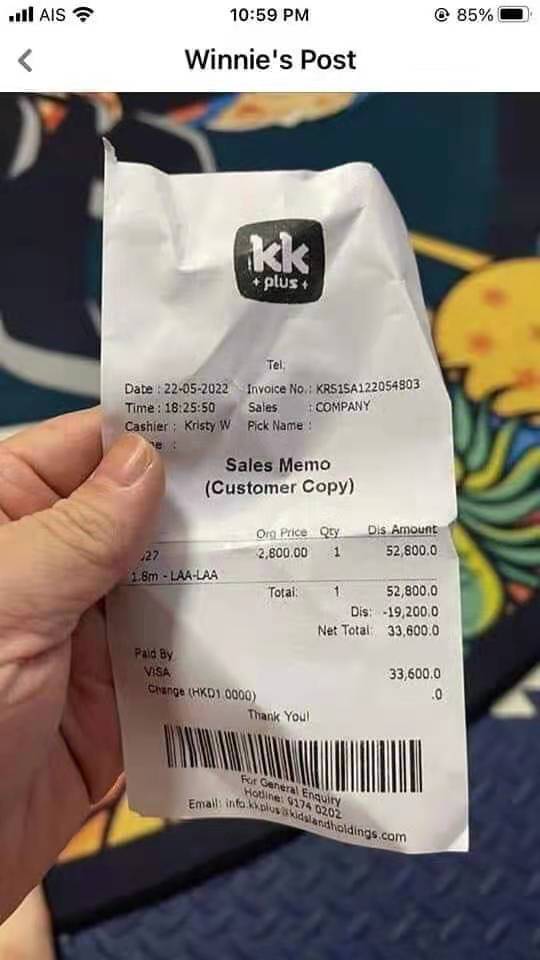 AIS 10:59 PM 85%
Winnie's Post
kk
+ plus +
Tel:
Date : 22-05-2022 Invoice No.: KRS1SA122054803
Time : 18:25:50 Sales : COMPANY
Cashier : Kristy W Pick Name :
e :
Sales Memo
(Customer Copy)
Org Price Qty Dis Amount
.27 2,800.00 1 52,800.0
1.8m - LAA-LAA
Total: 1 52,800.0
Dis: -19,200.0
Net Total: 33,600.0
Paid By
VISA 33,600.0
Change (HKD1.0000) .0
Thank You!
For General Enquiry
Hotline: 9174 0202
Email: info.kkplus@kidslandholdings.com